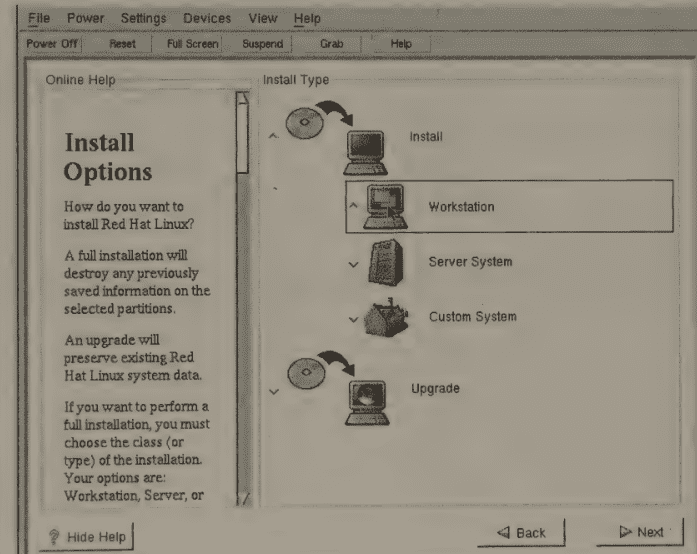 File Power Settings Devices View Help
Power Off Reset Full Screen Suspend Grab Help
Online Help
Install Options
How do you want to
install Red Hat Linux?
A full installation will
destroy any previously
saved information on the
selected partitions.
An upgrade will
preserve existing Red
Hat Linux system data.
If you want to perform a
full installation, you must
choose the class (or
type) of the installation.
Your options are:
Workstation, Server, or
Hide Help
Install Type
Install
Workstation
Server System
Custom System
Upgrade
Back
Next